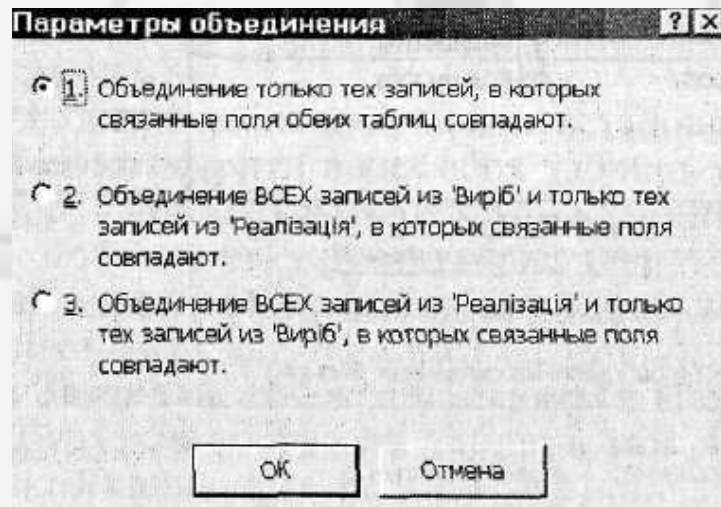 Параметры объединения ? ×
1. Объединение только тех записей, в которых
связанные поля обеих таблиц совпадают.
2. Объединение ВСЕХ записей из 'Виріб' и только тех
записей из 'Реалізація', в которых связанные поля
совпадают.
3. Объединение ВСЕХ записей из 'Реалізація' и только
тех записей из 'Виріб', в которых связанные поля
совпадают.
ОК Отмена